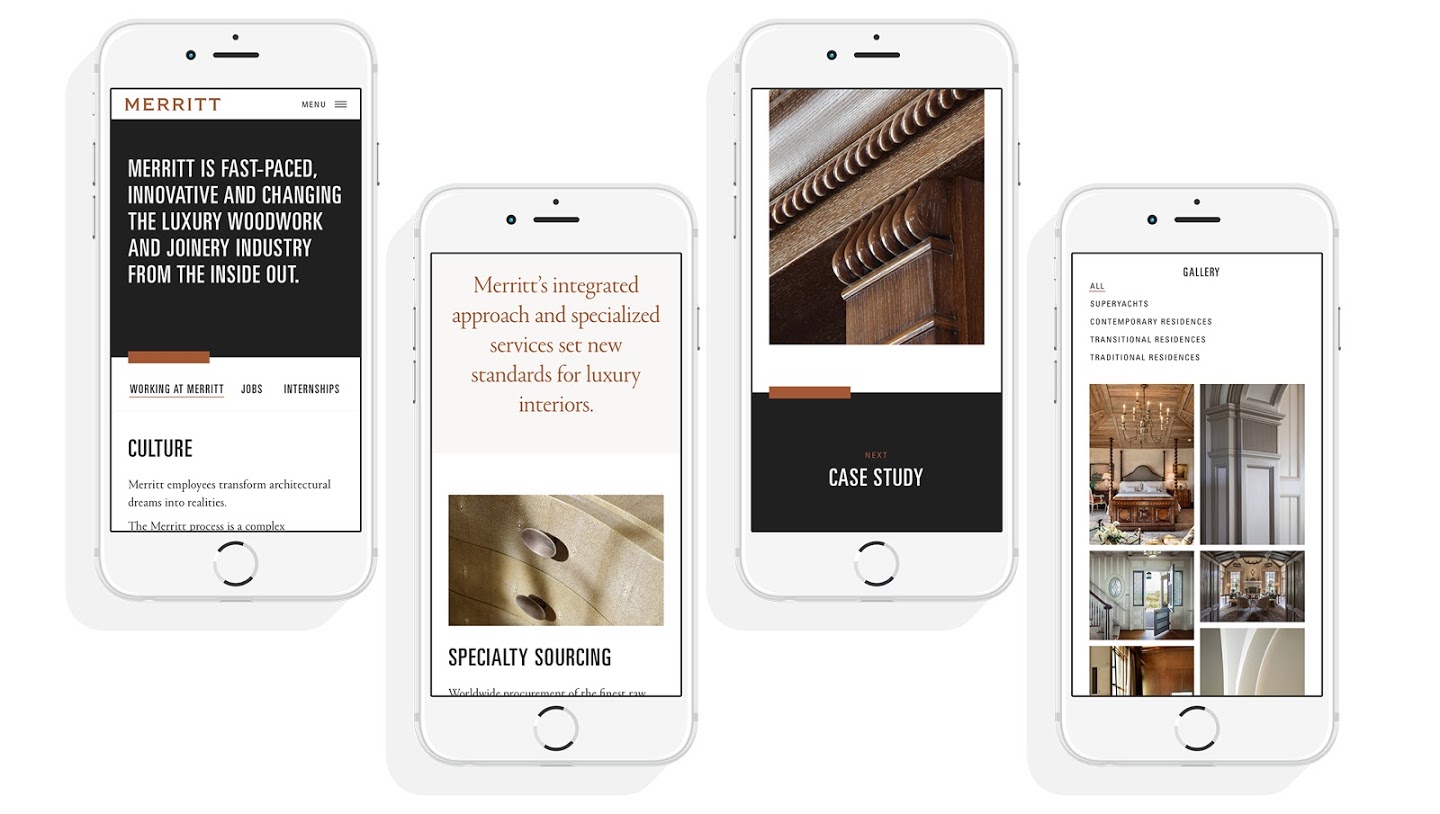 MERRITT
MENU
MERRITT IS FAST-PACED,
INNOVATIVE AND CHANGING
THE LUXURY WOODWORK
AND JOINERY INDUSTRY
FROM THE INSIDE OUT.
WORKING AT MERRITT JOBS INTERNSHIPS
CULTURE
Merritt employees transform architectural
dreams into realities.
The Merritt process is a complex
Merritt's integrated
approach and specialized
services set new
standards for luxury
interiors.
SPECIALTY SOURCING
Worldwide procurement of the finest raw
NEXT
CASE STUDY
GALLERY
ALL
SUPERYACHTS
CONTEMPORARY RESIDENCES
TRANSITIONAL RESIDENCES
TRADITIONAL RESIDENCES